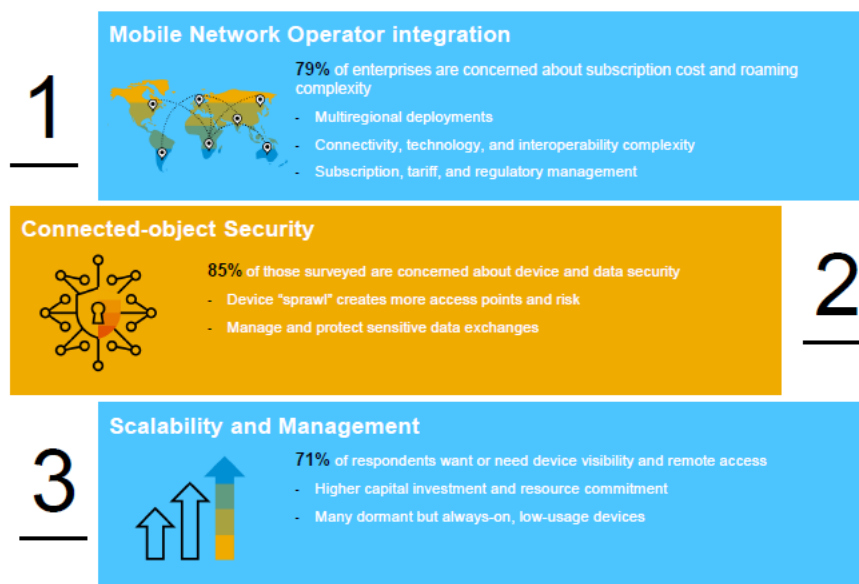 1
Mobile Network Operator integration
79% of enterprises are concerned about subscription cost and roaming
complexity
- Multiregional deployments
- Connectivity, technology, and interoperability complexity
- Subscription, tariff, and regulatory management
Connected-object Security
85% of those surveyed are concerned about device and data security
- Device “sprawl” creates more access points and risk
- Manage and protect sensitive data exchanges
2
3
Scalability and Management
71% of respondents want or need device visibility and remote access
- Higher capital investment and resource commitment
- Many dormant but always-on, low-usage devices